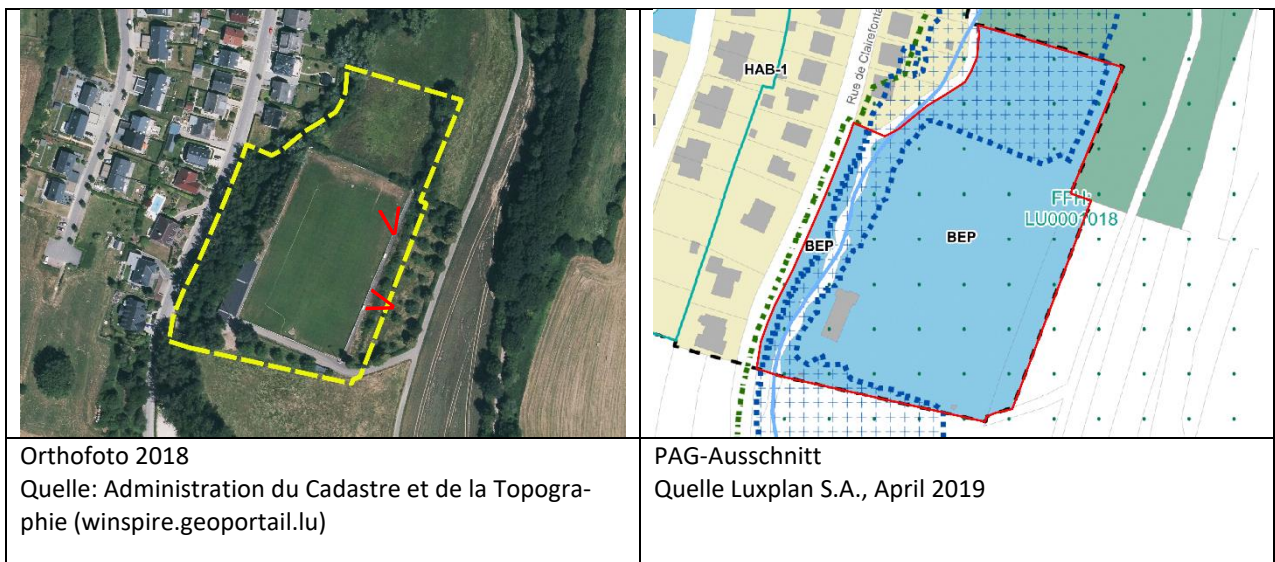 HAB-1
Rue de Clairefonta
FFH:
LU0001018
BEP
BEP
Orthofoto 2018
Quelle: Administration du Cadastre et de la Topogra-
phie (winspire.geoportail.lu)
PAG-Ausschnitt
Quelle Luxplan S.A., April 2019